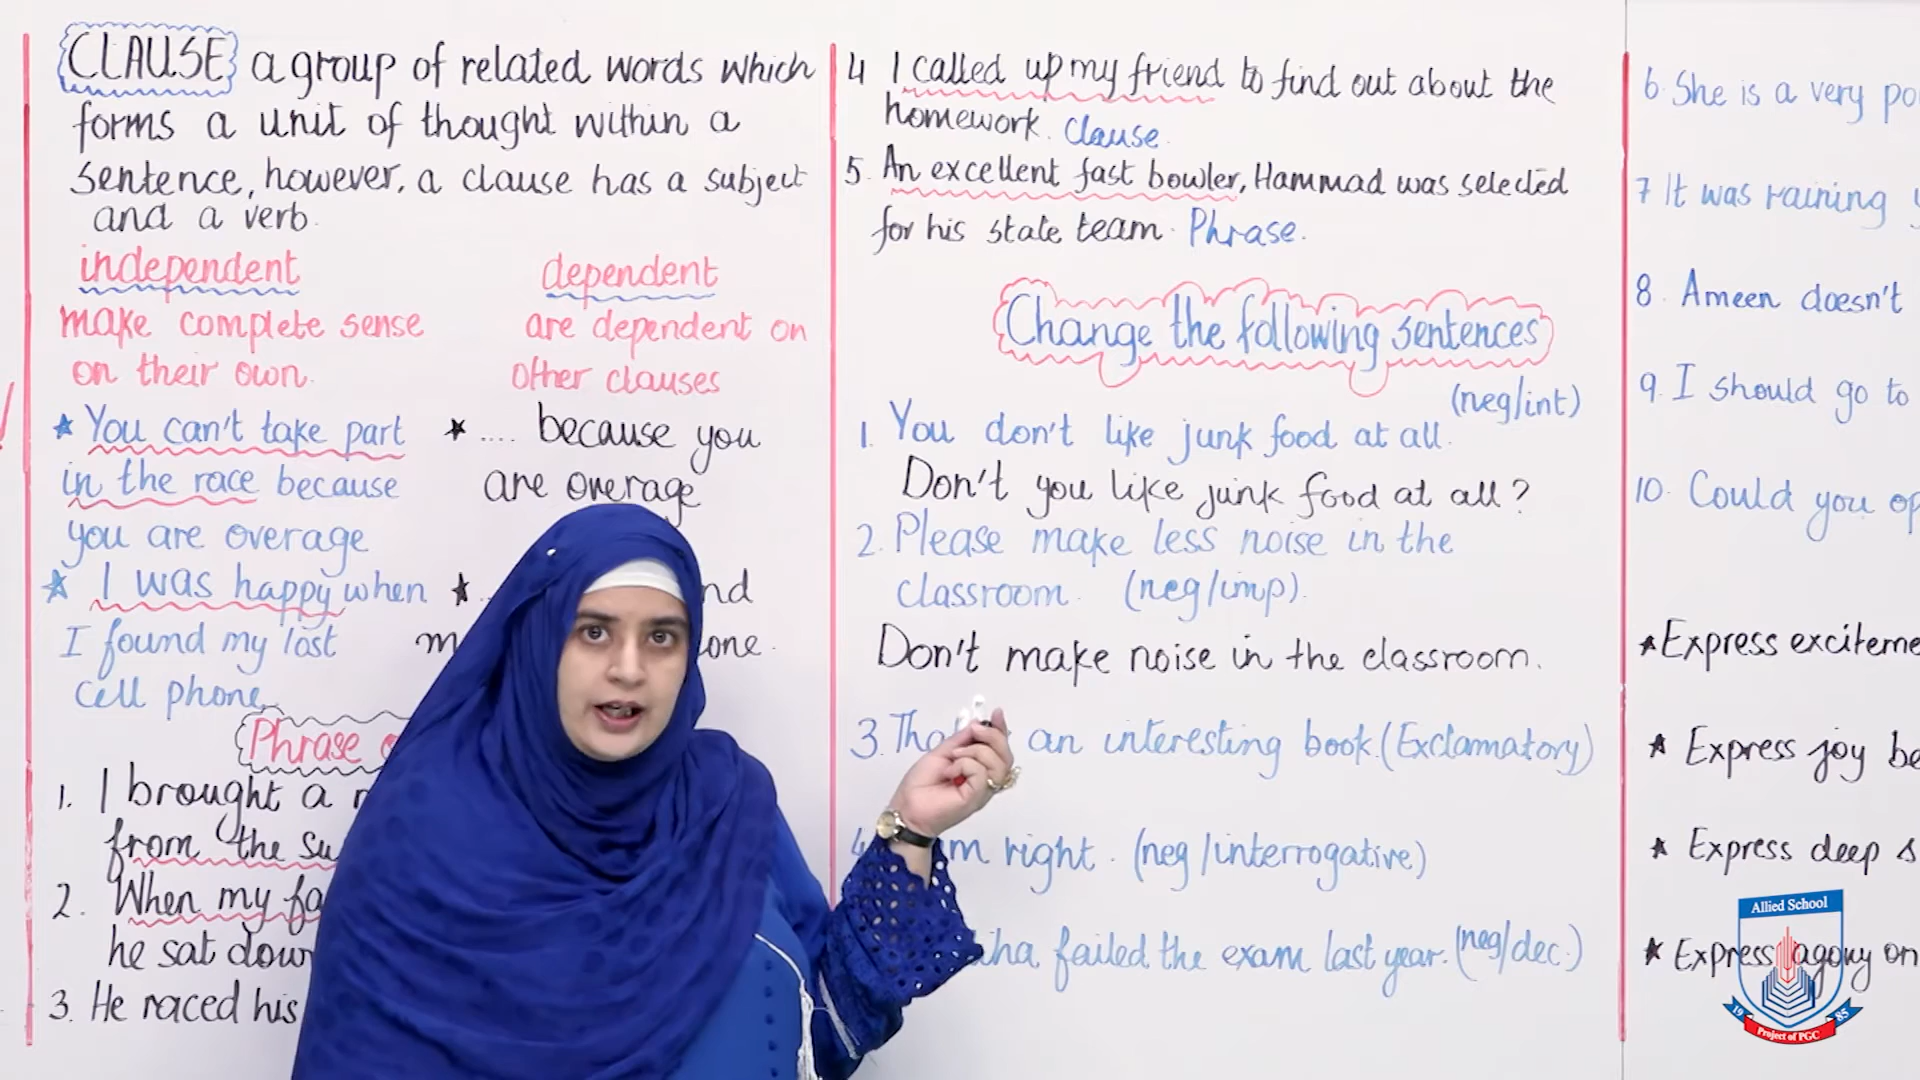 CLAUSE a group of related words which
forms a unit of thought within a
sentence, however, a clause has a subject
and a verb.
independent
make complete sense
on their own.
dependent
are dependent on
other clauses
★ You can't take part
in the race because
you are overage
★ .... because you
are overage
★ I was happy when
I found my lost
cell phone.
★
Phrase
1. I brought a
from the
2. When my
he sat down
3. He raced his
4 I called up my friend to find out about the
homework. Clause.
5. An excellent fast bowler, Hammad was selected
for his state team. Phrase.
Change the following sentences
(neg/int)
1. You don't like junk food at all.
Don't you like junk food at all?
2. Please make less noise in the
classroom. (neg/imp).
Don't make noise in the classroom.
3. an interesting book. (Exclamatory)
right. (neg/interrogative)
failed the exam last year. (neg/dec.)
6. She is a very
7 It was raining
8. Ameen doesn't
9. I should go to
10. Could you
★ Express
★ Express joy
★ Express deep
★ Express agony on
Allied School
19 85
Project of PGC